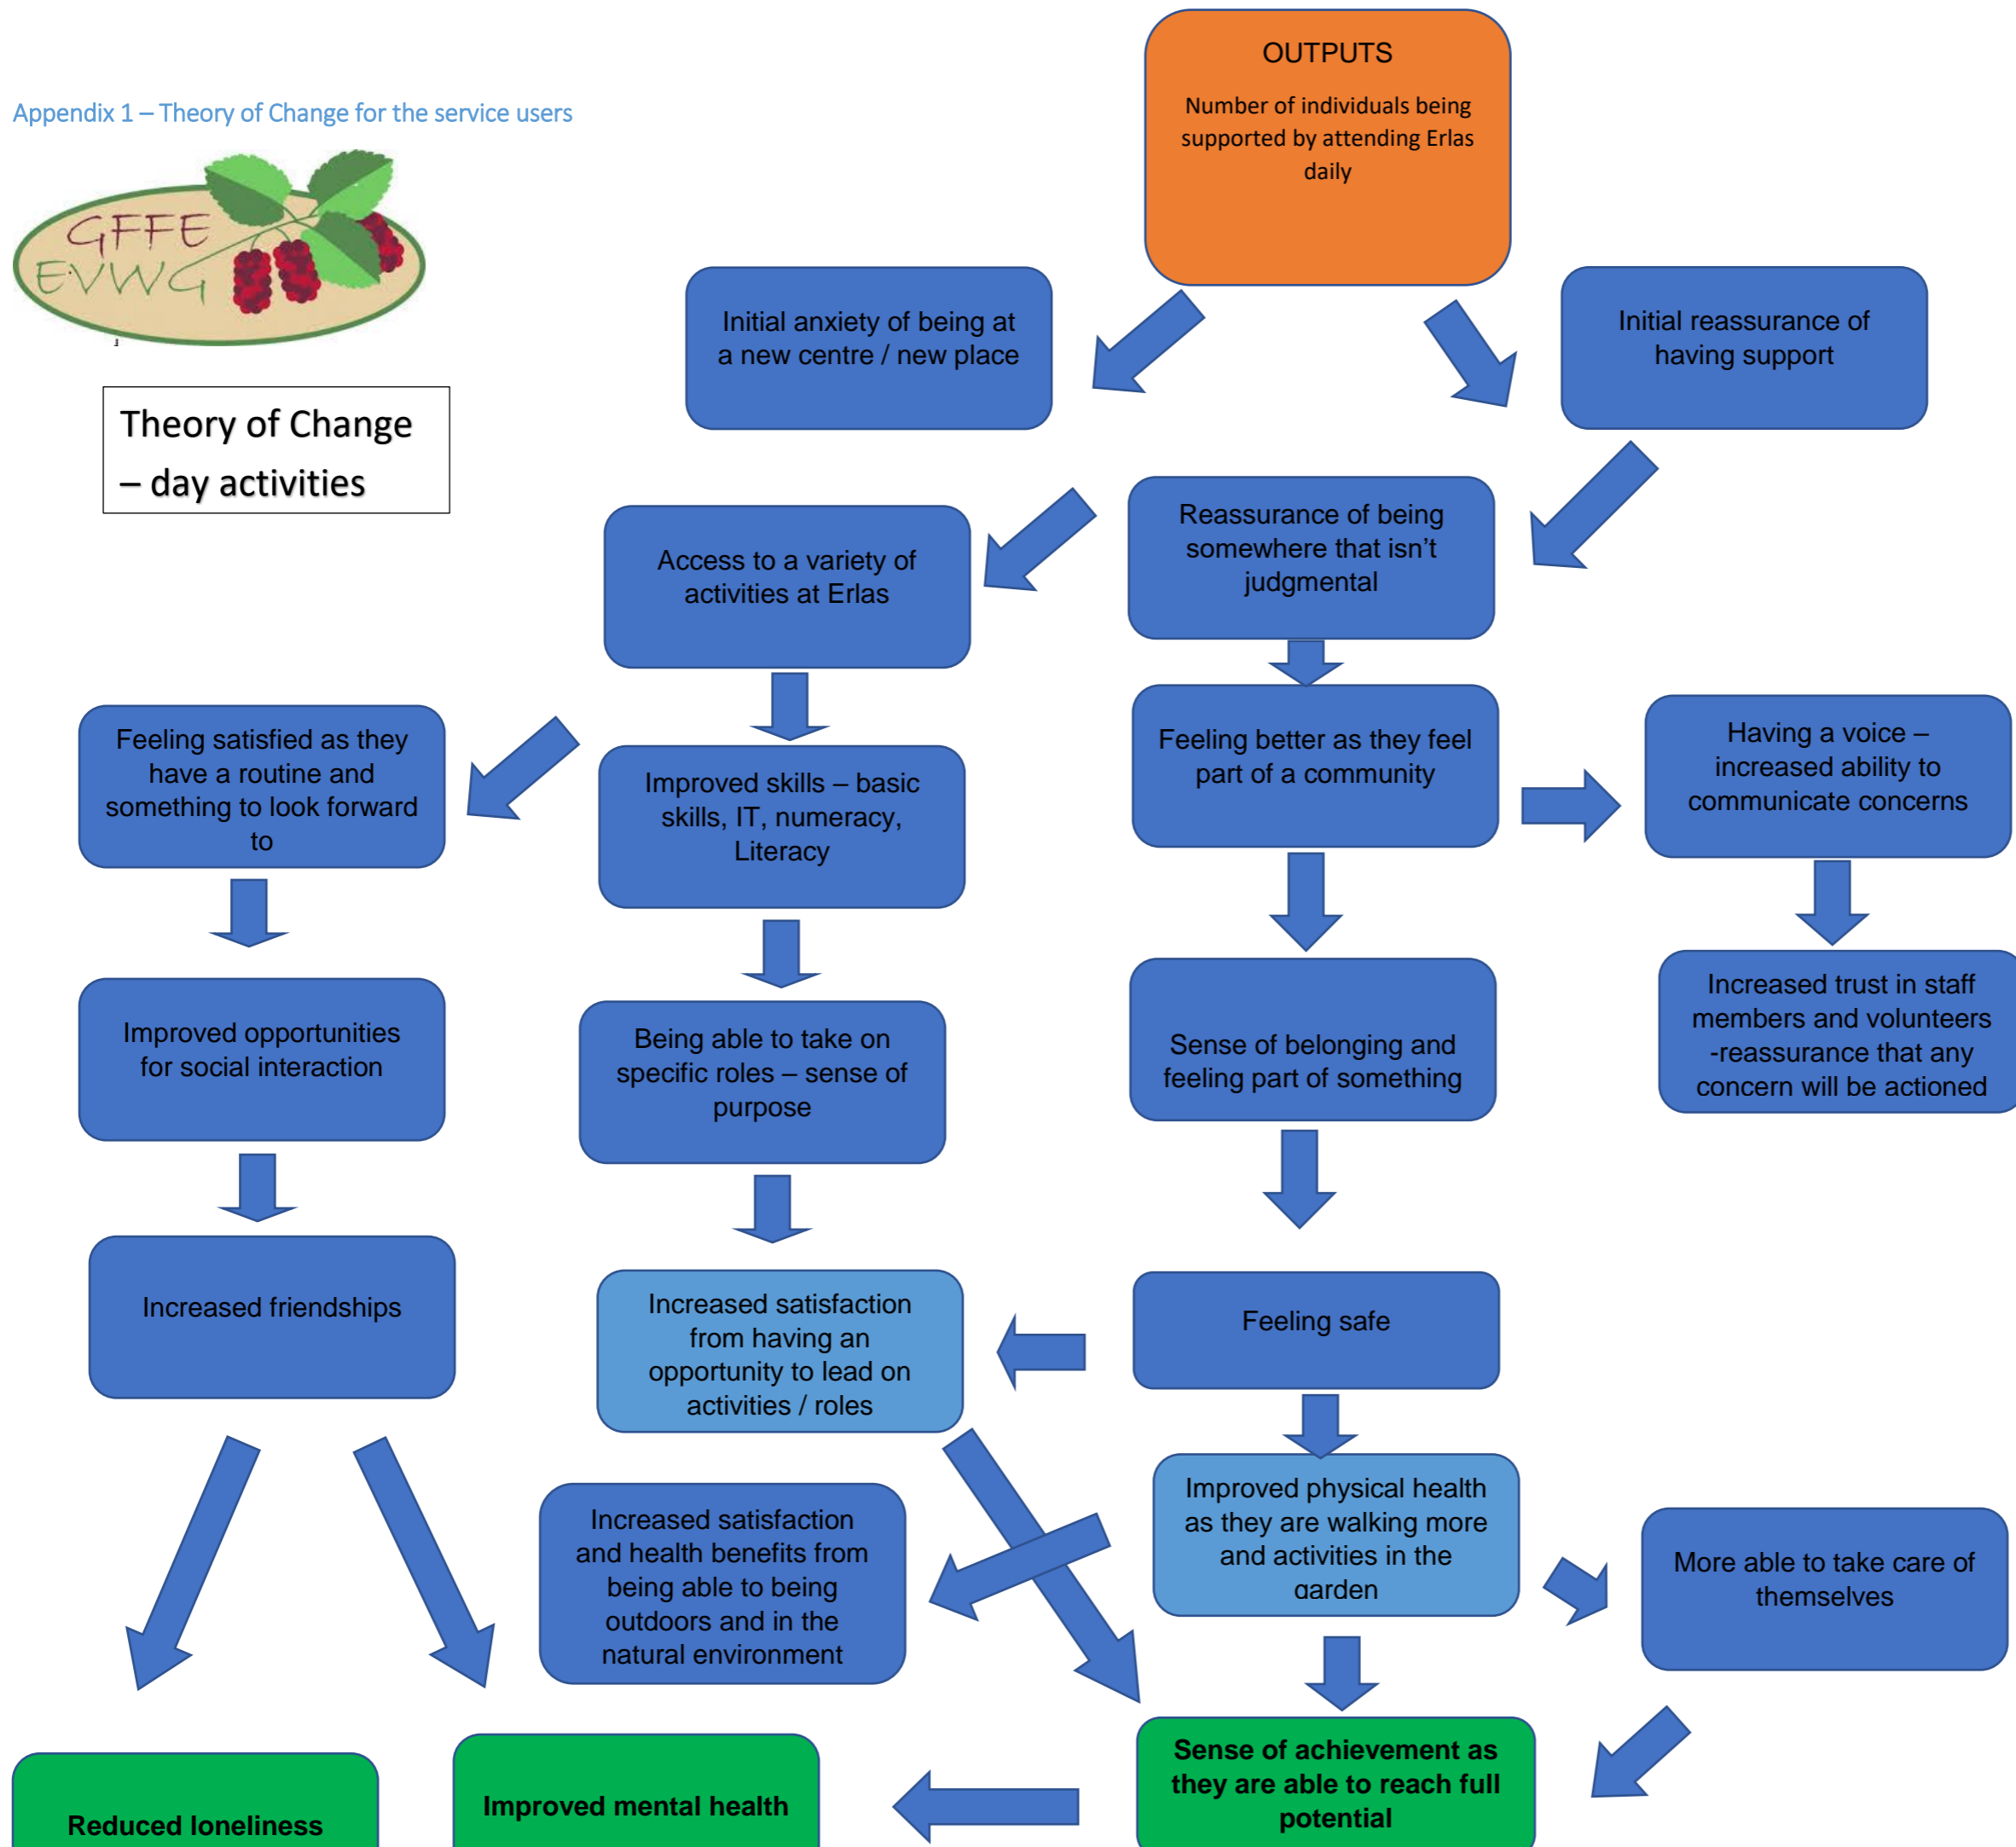 OUTPUTS
Number of individuals being
supported by attending Erlas
daily
Appendix 1 – Theory of Change for the service users
GFFE
EVWG
Theory of Change
– day activities
Initial anxiety of being at
a new centre / new place
Initial reassurance of
having support
Access to a variety of
activities at Erlas
Reassurance of being
somewhere that isn’t
judgmental
Feeling satisfied as they
have a routine and
something to look forward
to
Improved skills – basic
skills, IT, numeracy,
Literacy
Feeling better as they feel
part of a community
Having a voice –
increased ability to
communicate concerns
Improved opportunities
for social interaction
Being able to take on
specific roles – sense of
purpose
Sense of belonging and
feeling part of something
Increased trust in staff
members and volunteers
-reassurance that any
concern will be actioned
Increased friendships
Increased satisfaction
from having an
opportunity to lead on
activities / roles
Feeling safe
Increased satisfaction
and health benefits from
being able to being
outdoors and in the
natural environment
Improved physical health
as they are walking more
and activities in the
garden
More able to take care of
themselves
Reduced loneliness
Improved mental health
Sense of achievement as
they are able to reach full
potential